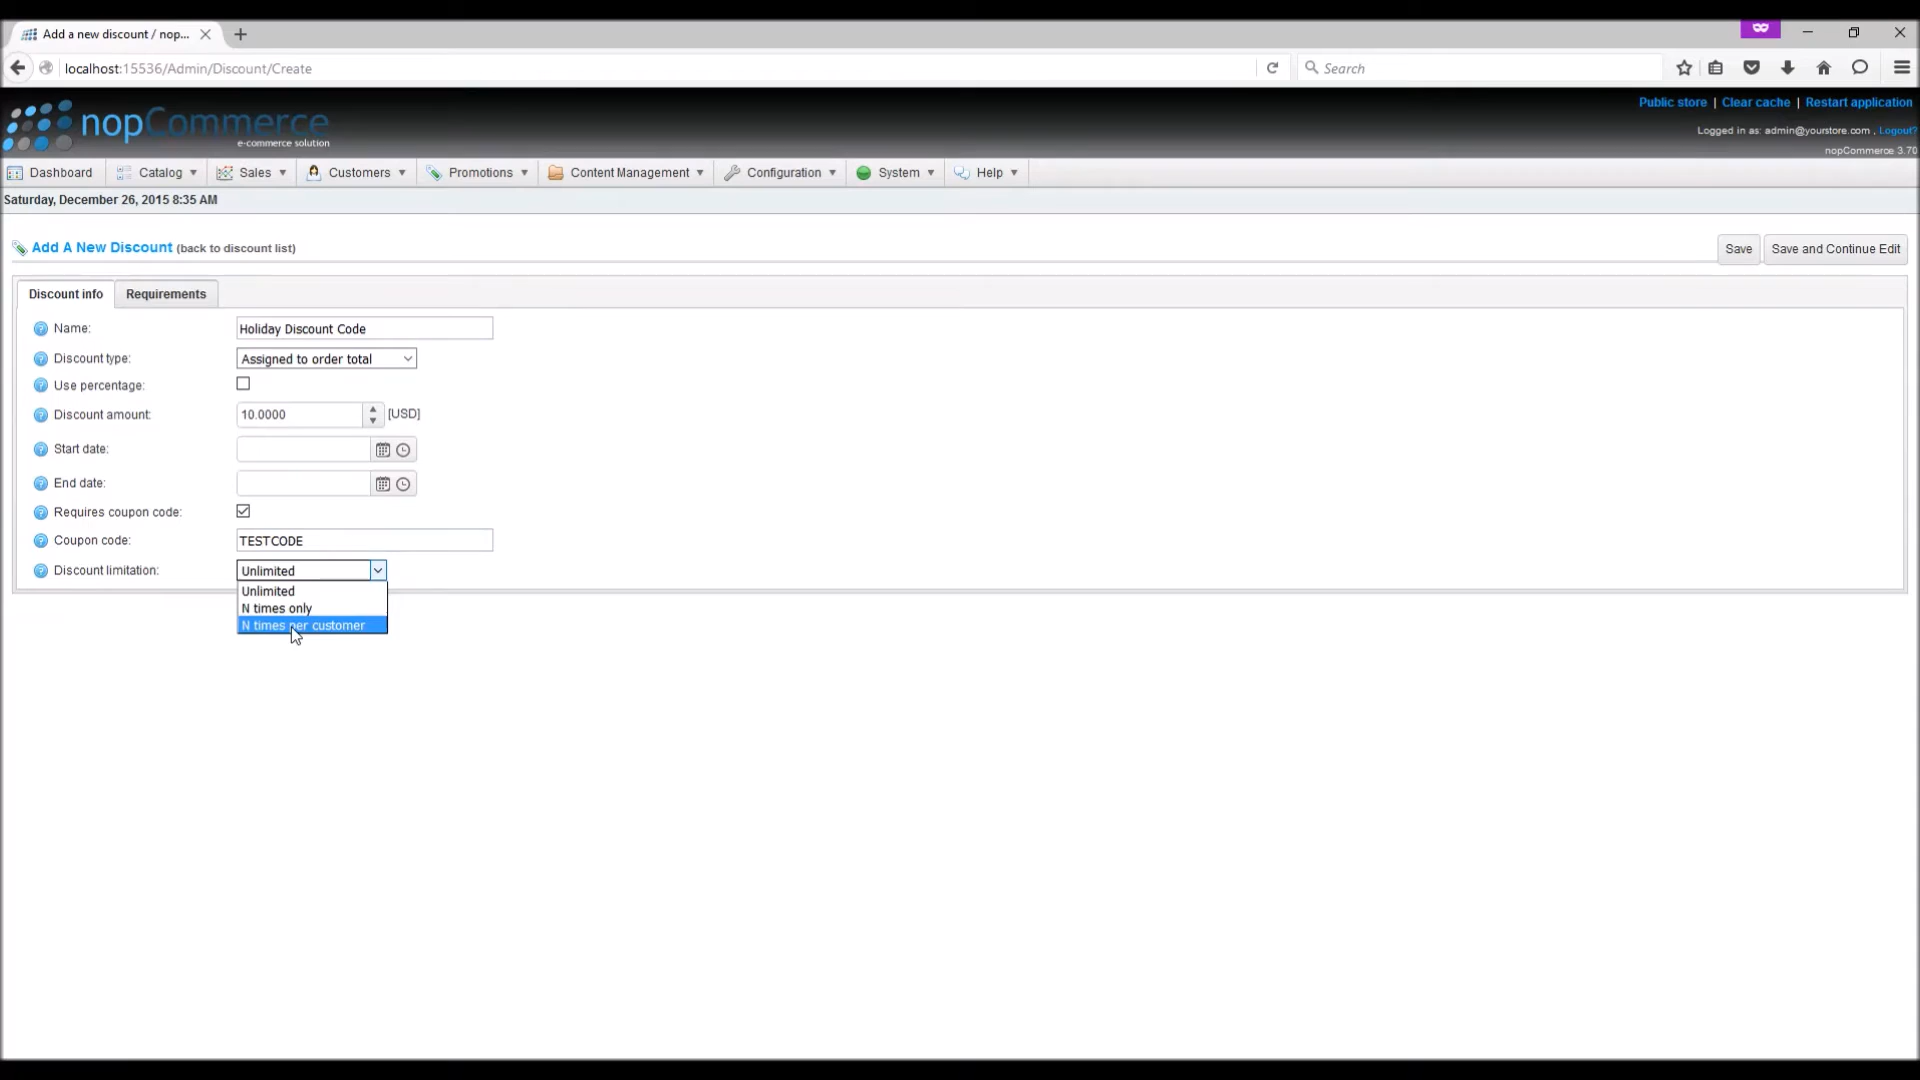 Add a new discount / nop...
localhost:15536/Admin/Discount/Create
Search
nopCommerce
e-commerce solution
Public store | Clear cache | Restart application
Logged in as: admin@yourstore.com , Logout?
nopCommerce 3.70
Dashboard Catalog Sales Customers Promotions Content Management Configuration System Help
Saturday, December 26, 2015 8:35 AM
Add A New Discount (back to discount list)
Save Save and Continue Edit
Discount info Requirements
Name: Holiday Discount Code
Discount type: Assigned to order total
Use percentage:
Discount amount: 10.0000 [USD]
Start date:
End date:
Requires coupon code:
Coupon code: TESTCODE
Discount limitation: Unlimited
Unlimited
N times only
N times per customer